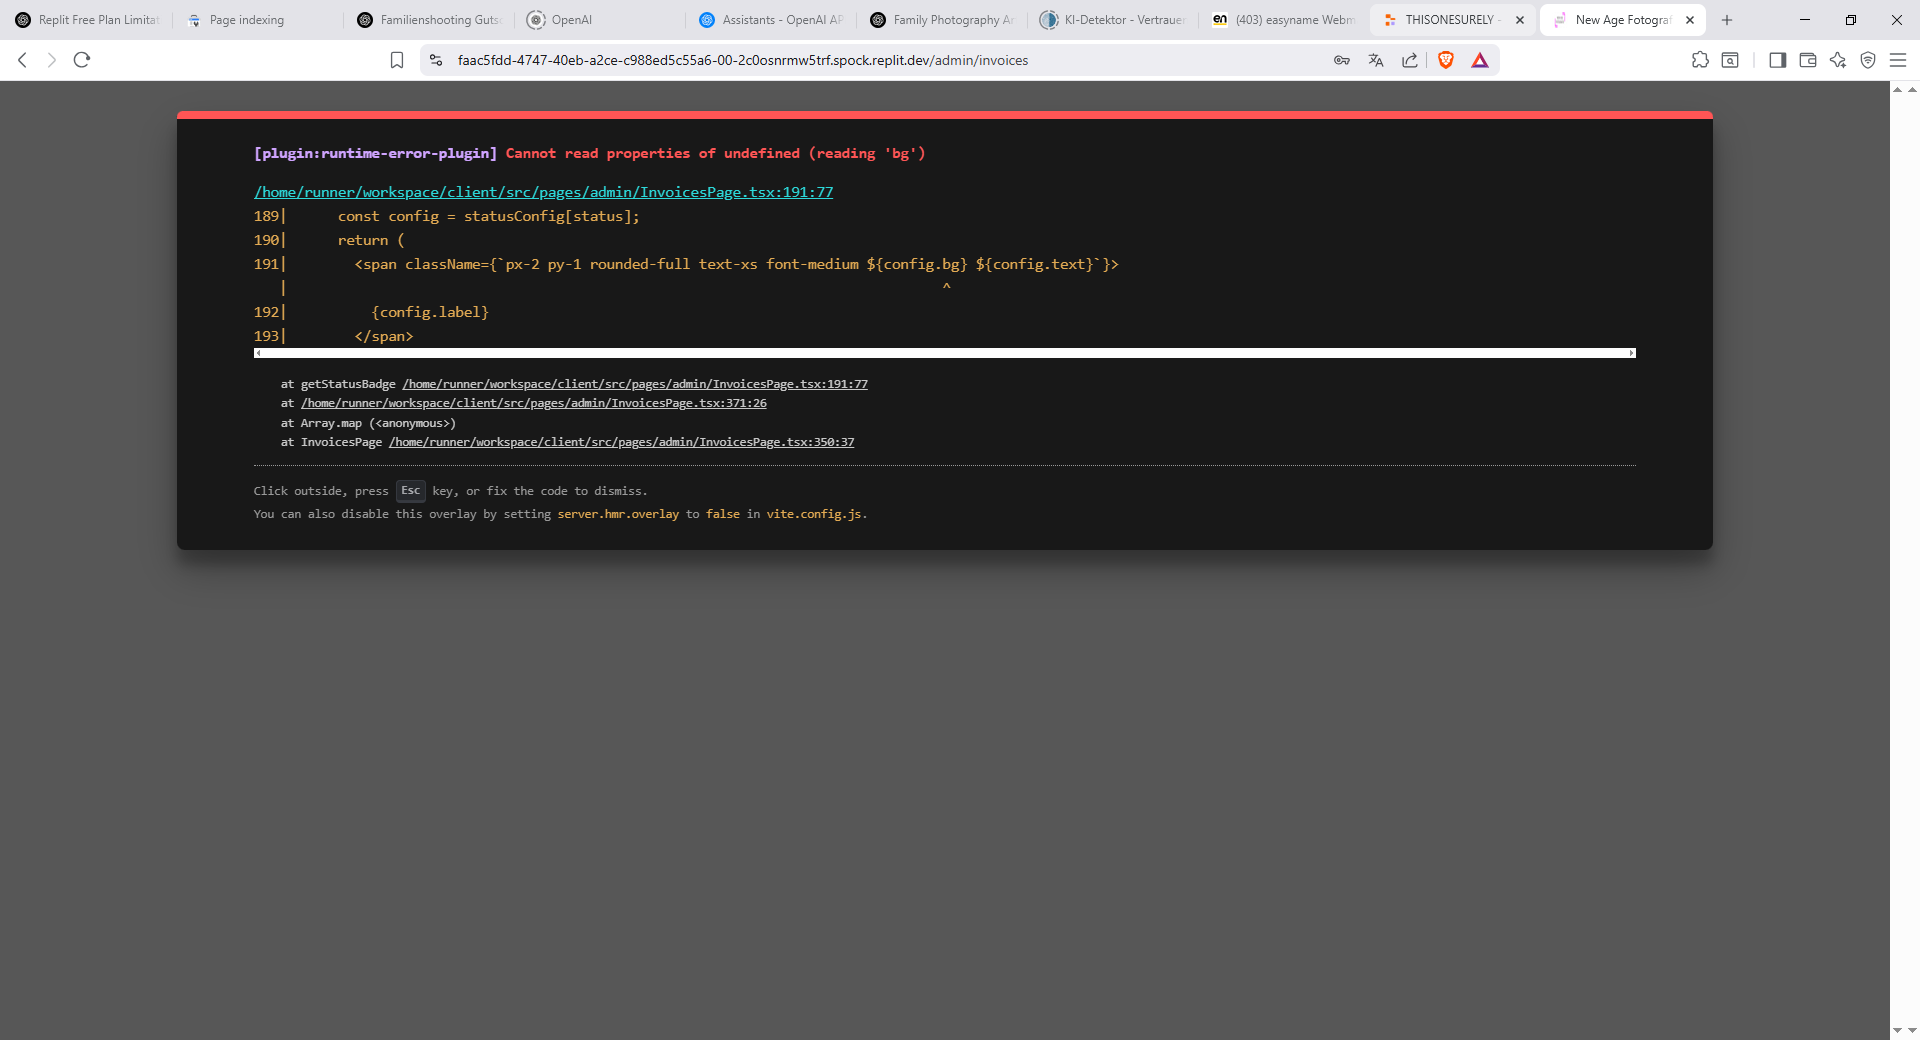 Replit Free Plan Limitat
Page indexing
Familienshooting Guts
OpenAI
Assistants - OpenAI AP
Family Photography Ar
KI-Detektor - Vertrauer
en (403) easyname Webm
THISONESURELY -
New Age Fotograf
faac5fdd-4747-40eb-a2ce-c988ed5c55a6-00-2c0osnrmw5trf.spock.replit.dev/admin/invoices
[plugin:runtime-error-plugin] Cannot read properties of undefined (reading 'bg')
/home/runner/workspace/client/src/pages/admin/InvoicesPage.tsx:191:77
189|      const config = statusConfig[status];
190|      return (
191|        <span className={`px-2 py-1 rounded-full text-xs font-medium ${config.bg} ${config.text}`}>
|                                                                              ^
192|          {config.label}
193|        </span>
at getStatusBadge /home/runner/workspace/client/src/pages/admin/InvoicesPage.tsx:191:77
at /home/runner/workspace/client/src/pages/admin/InvoicesPage.tsx:371:26
at Array.map (<anonymous>)
at InvoicesPage /home/runner/workspace/client/src/pages/admin/InvoicesPage.tsx:350:37
Click outside, press Esc key, or fix the code to dismiss.
You can also disable this overlay by setting server.hmr.overlay to false in vite.config.js.